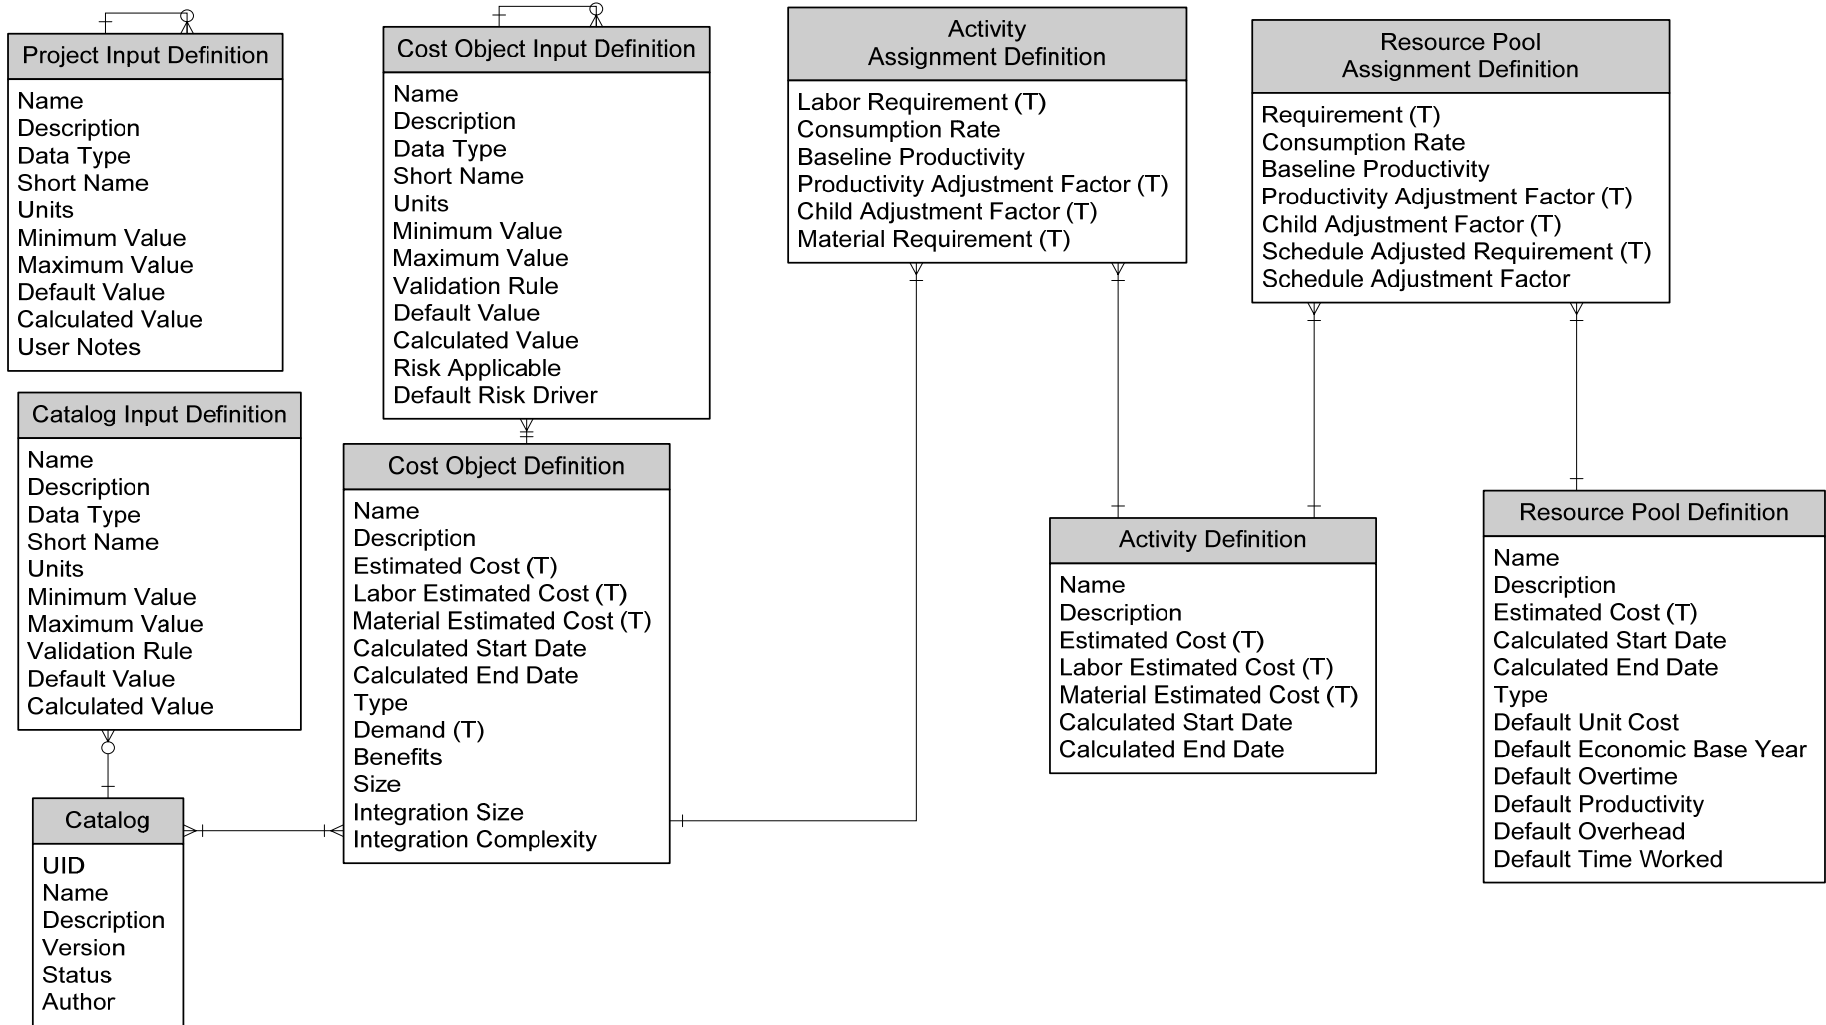 Project Input Definition
Name
Description
Data Type
Short Name
Units
Minimum Value
Maximum Value
Default Value
Calculated Value
User Notes
Cost Object Input Definition
Name
Description
Data Type
Short Name
Units
Minimum Value
Maximum Value
Validation Rule
Default Value
Calculated Value
Risk Applicable
Default Risk Driver
Activity
Assignment Definition
Labor Requirement (T)
Consumption Rate
Baseline Productivity
Productivity Adjustment Factor (T)
Child Adjustment Factor (T)
Material Requirement (T)
Resource Pool
Assignment Definition
Requirement (T)
Consumption Rate
Baseline Productivity
Productivity Adjustment Factor (T)
Child Adjustment Factor (T)
Schedule Adjusted Requirement (T)
Schedule Adjustment Factor
Catalog Input Definition
Name
Description
Data Type
Short Name
Units
Minimum Value
Maximum Value
Validation Rule
Default Value
Calculated Value
Cost Object Definition
Name
Description
Estimated Cost (T)
Labor Estimated Cost (T)
Material Estimated Cost (T)
Calculated Start Date
Calculated End Date
Type
Demand (T)
Benefits
Size
Integration Size
Integration Complexity
Activity Definition
Name
Description
Estimated Cost (T)
Labor Estimated Cost (T)
Material Estimated Cost (T)
Calculated Start Date
Calculated End Date
Resource Pool Definition
Name
Description
Estimated Cost (T)
Calculated Start Date
Calculated End Date
Type
Default Unit Cost
Default Economic Base Year
Default Overtime
Default Productivity
Default Overhead
Default Time Worked
Catalog
UID
Name
Description
Version
Status
Author